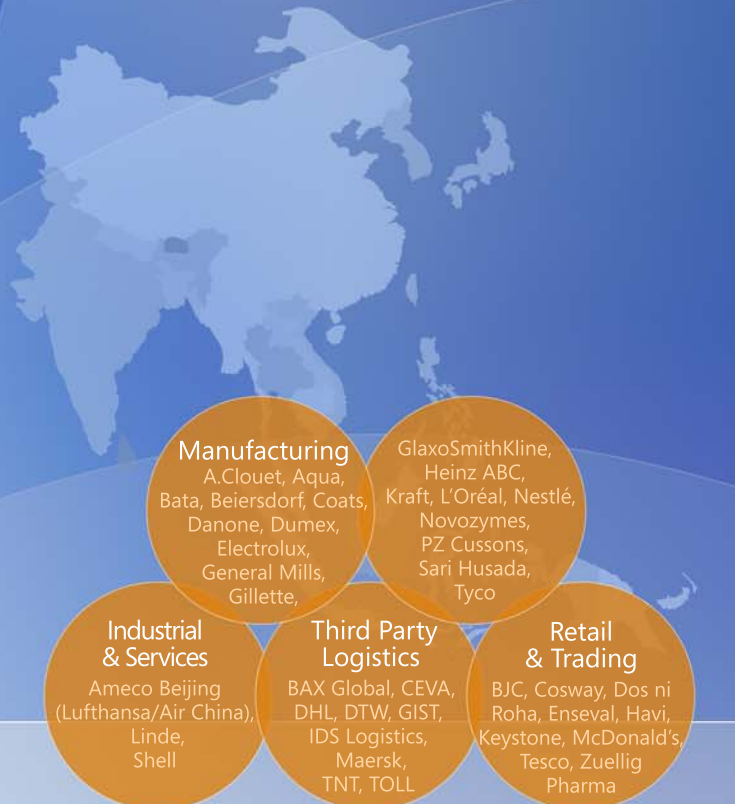 Manufacturing
A.Clouet, Aqua,
Bata, Beiersdorf, Coats,
Danone, Dumex,
Electrolux,
General Mills,
Gillette,
GlaxoSmithKline,
Heinz ABC,
Kraft, L'Oréal, Nestlé,
Novozymes,
PZ Cussons,
Sari Husada,
Tyco
Industrial
& Services
Ameco Beijing
(Lufthansa/Air China),
Linde,
Shell
Third Party
Logistics
BAX Global, CEVA,
DHL, DTW, GIST,
IDS Logistics,
Maersk,
TNT, TOLL
Retail
& Trading
BJC, Cosway, Dos ni
Roha, Enseval, Havi,
Keystone, McDonald's,
Tesco, Zuellig
Pharma